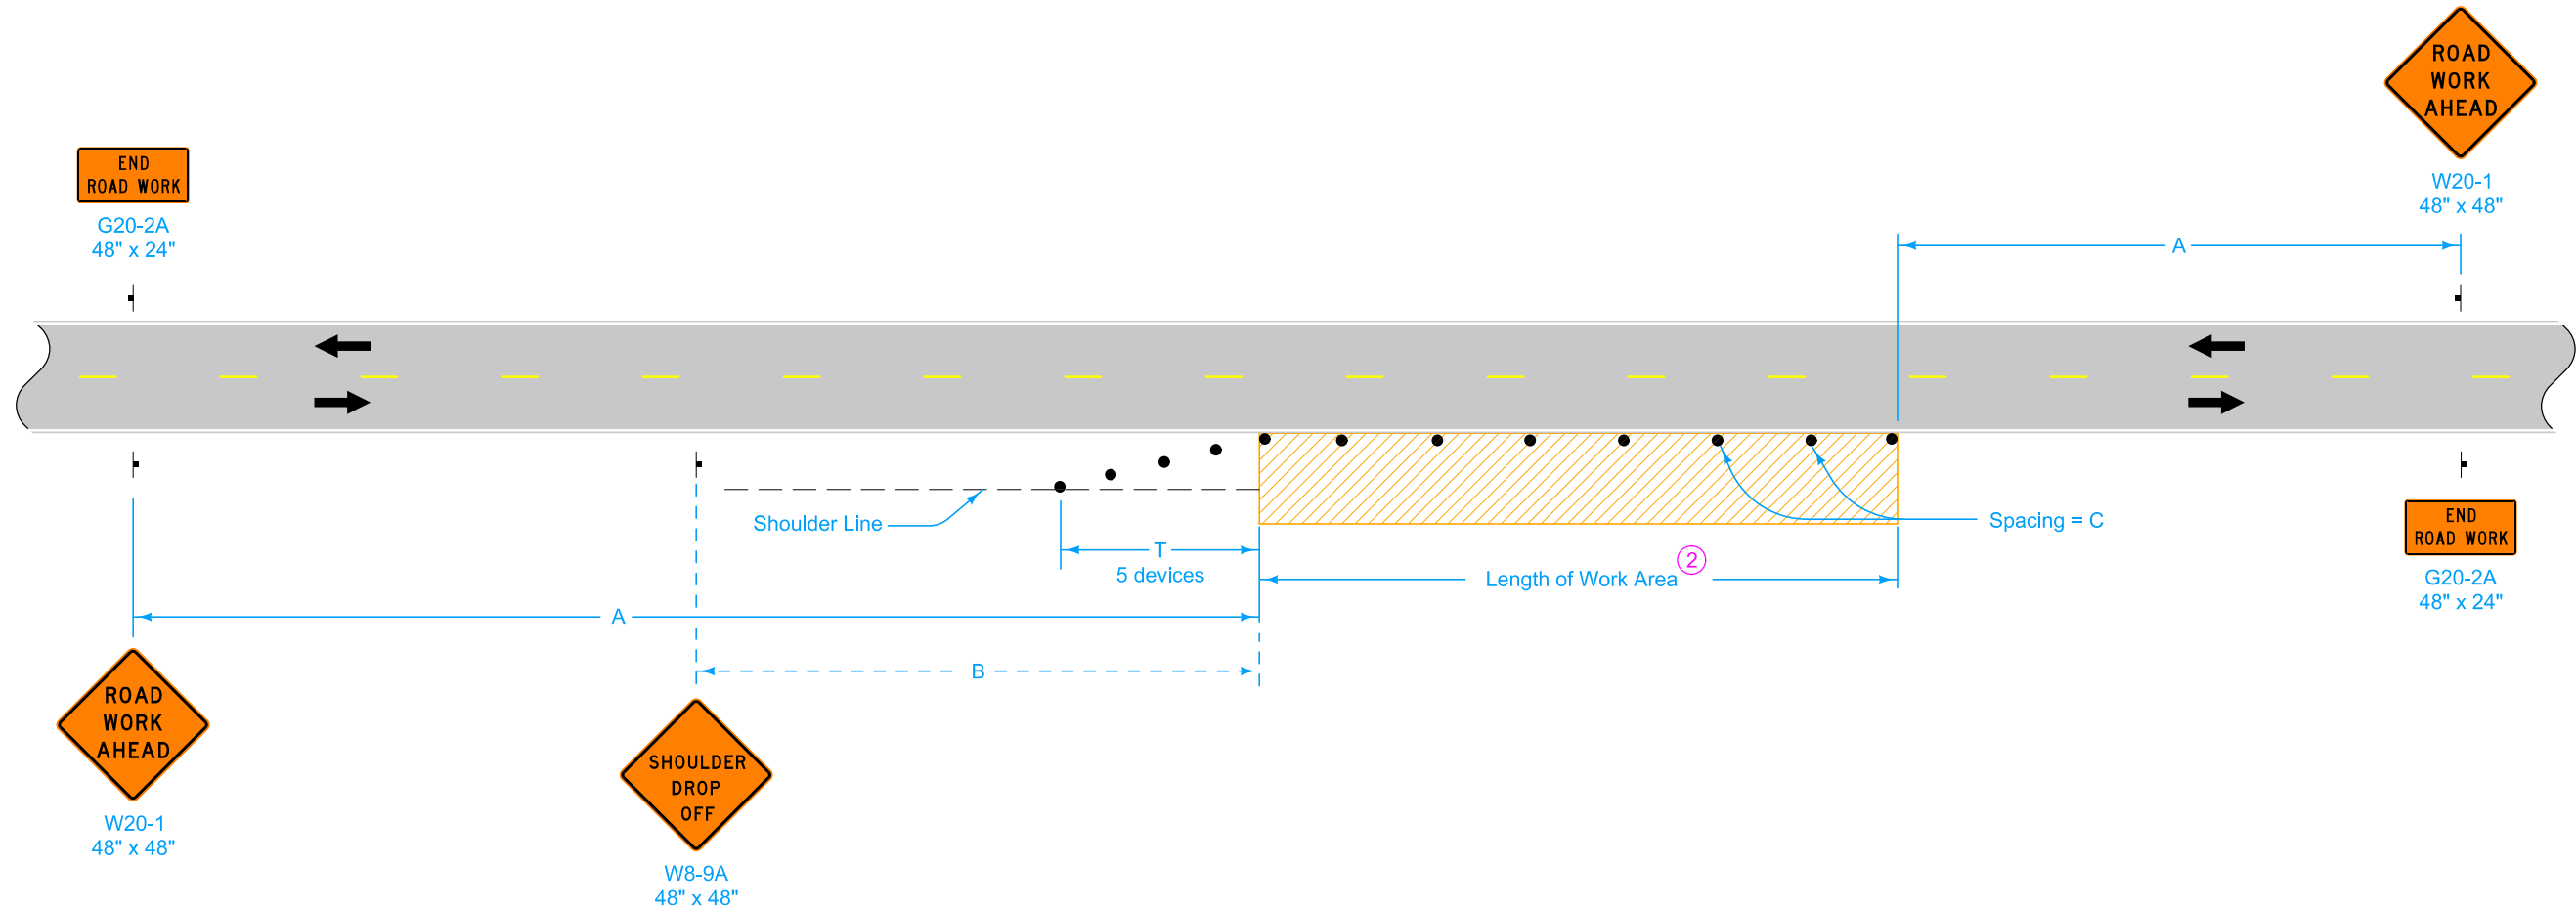 ROAD
WORK
AHEAD
W20-1
48" x 48"
END
ROAD WORK
G20-2A
48" x 24"
A
Shoulder Line
Spacing = C
T
5 devices
Length of Work Area 2
A
B
END
ROAD WORK
G20-2A
48" x 24"
ROAD
WORK
AHEAD
W20-1
48" x 48"
SHOULDER
DROP
OFF
W8-9A
48" x 48"